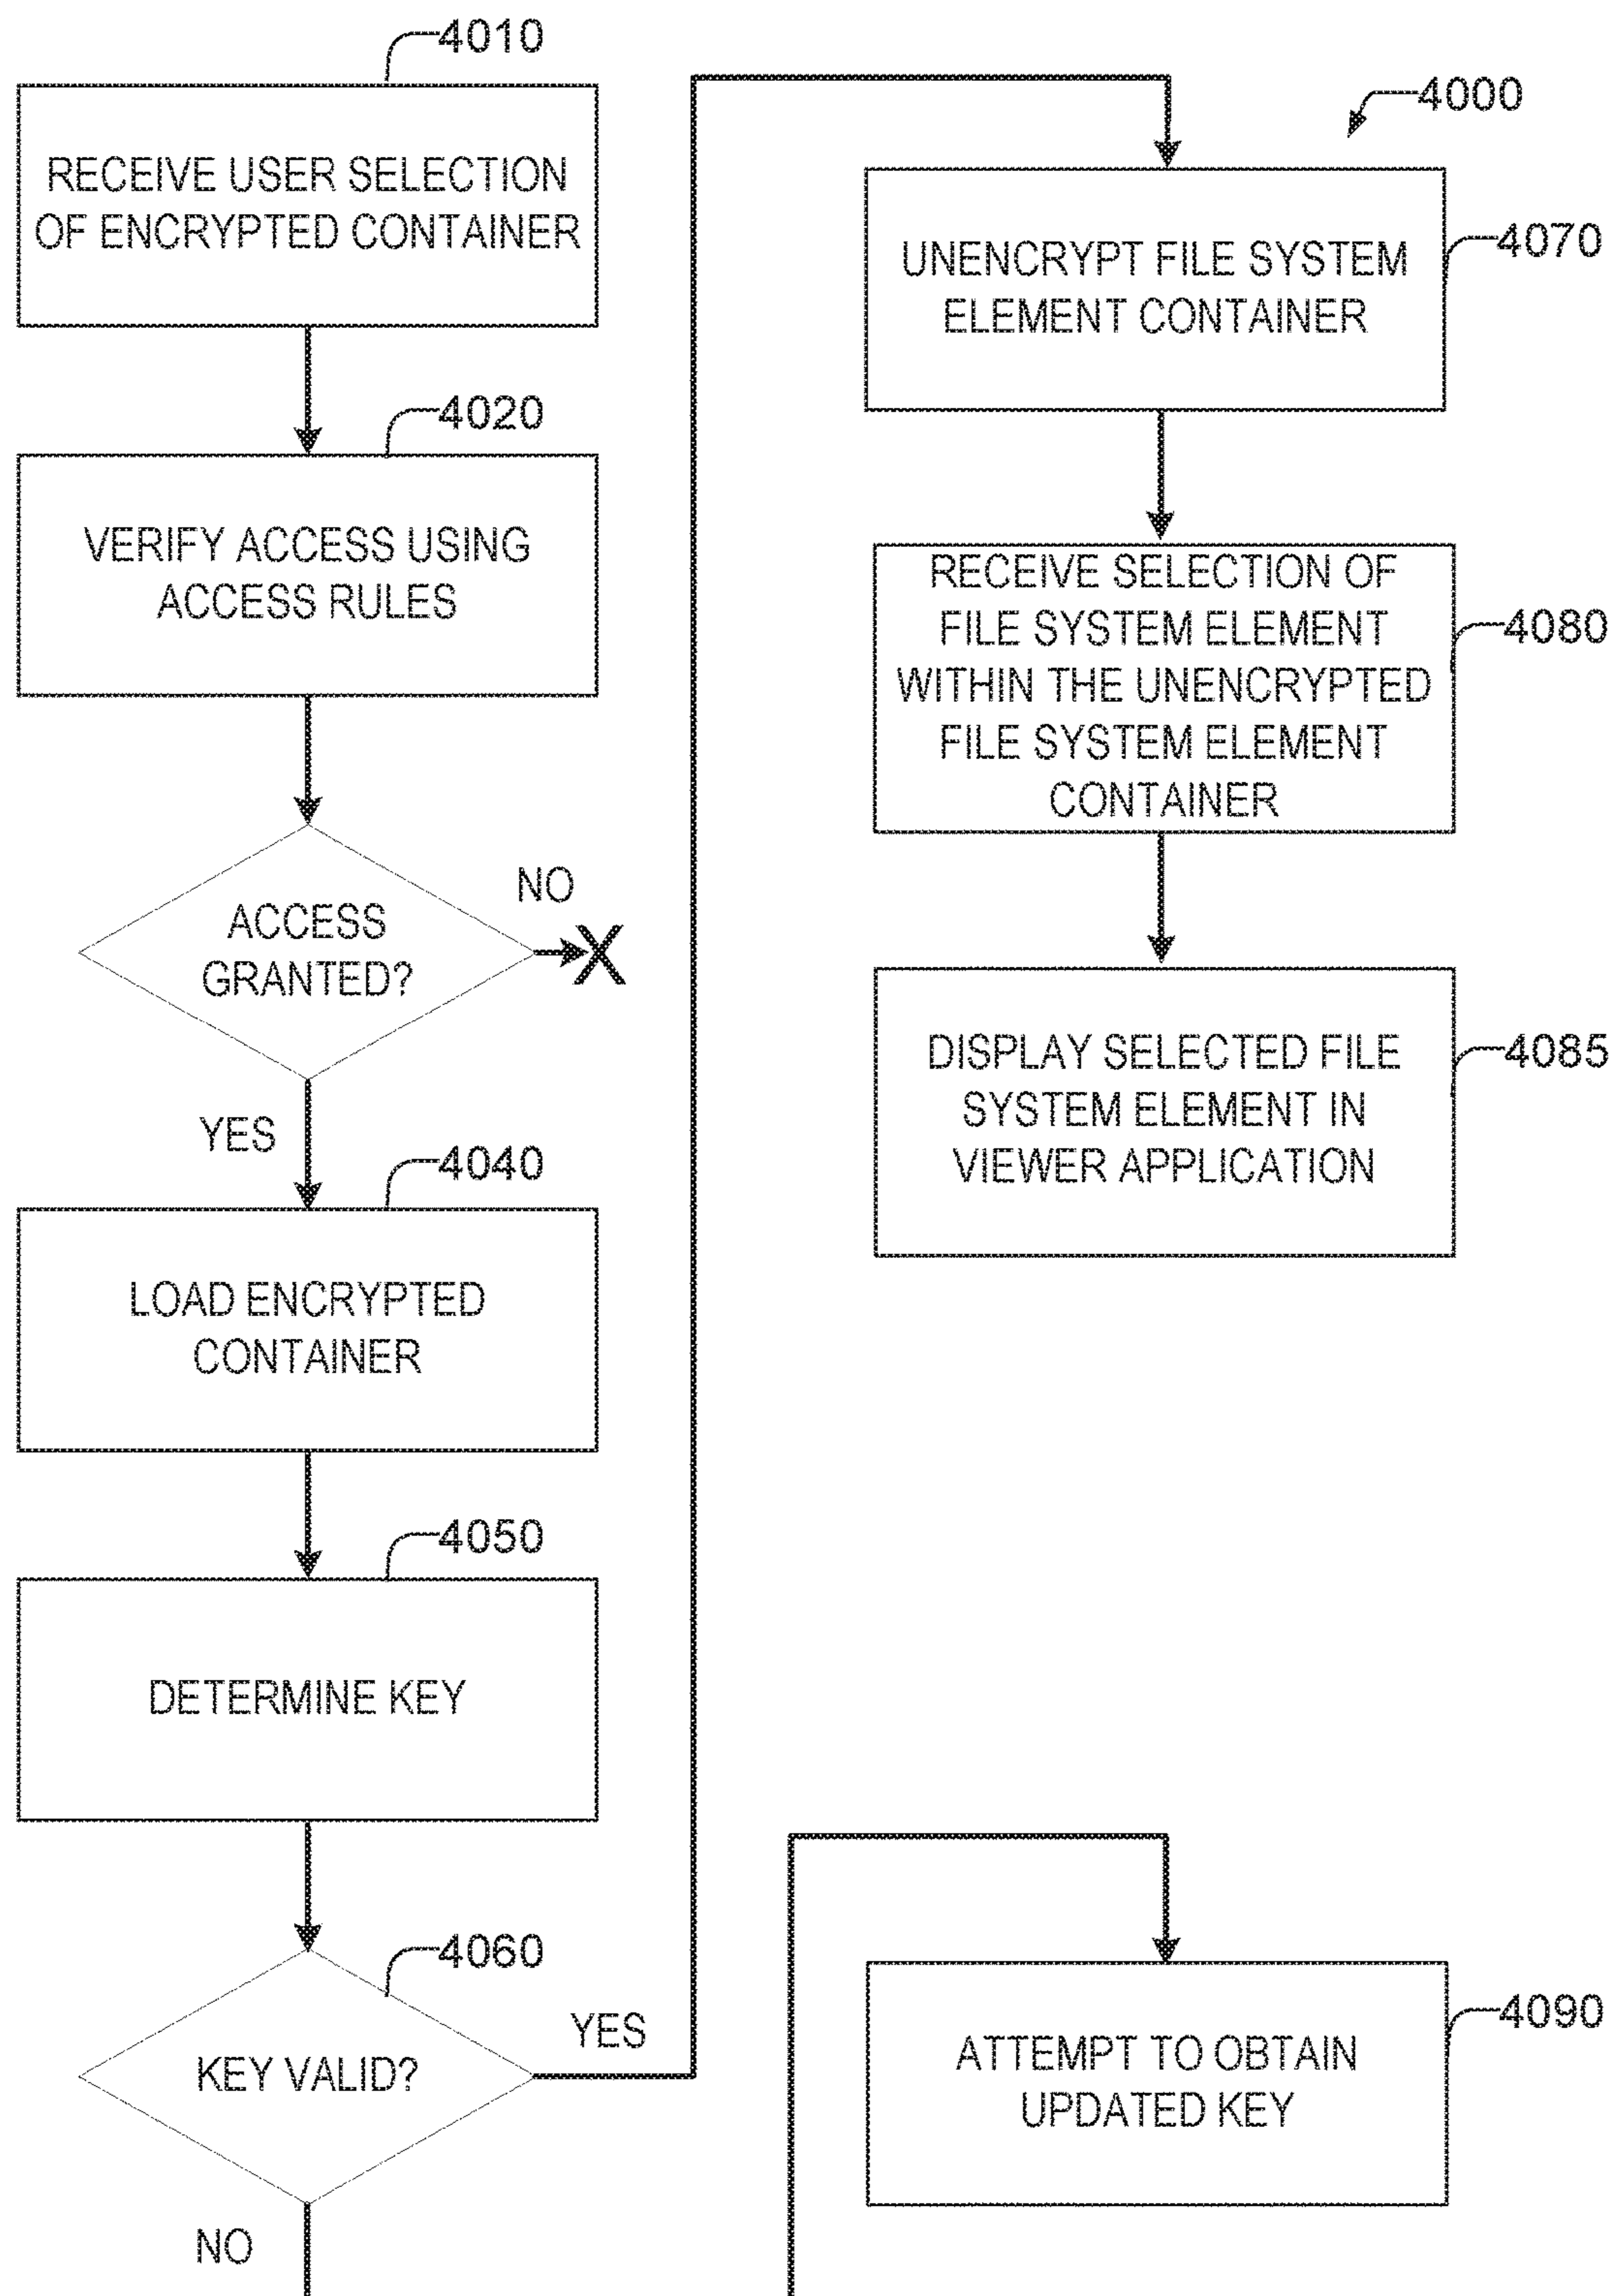 4010
RECEIVE USER SELECTION
OF ENCRYPTED CONTAINER
4020
VERIFY ACCESS USING
ACCESS RULES
ACCESS
GRANTED?
NO
X
YES
4040
LOAD ENCRYPTED
CONTAINER
4050
DETERMINE KEY
4060
KEY VALID?
YES
NO
4000
4070
UNENCRYPT FILE SYSTEM
ELEMENT CONTAINER
4080
RECEIVE SELECTION OF
FILE SYSTEM ELEMENT
WITHIN THE UNENCRYPTED
FILE SYSTEM ELEMENT
CONTAINER
4085
DISPLAY SELECTED FILE
SYSTEM ELEMENT IN
VIEWER APPLICATION
4090
ATTEMPT TO OBTAIN
UPDATED KEY